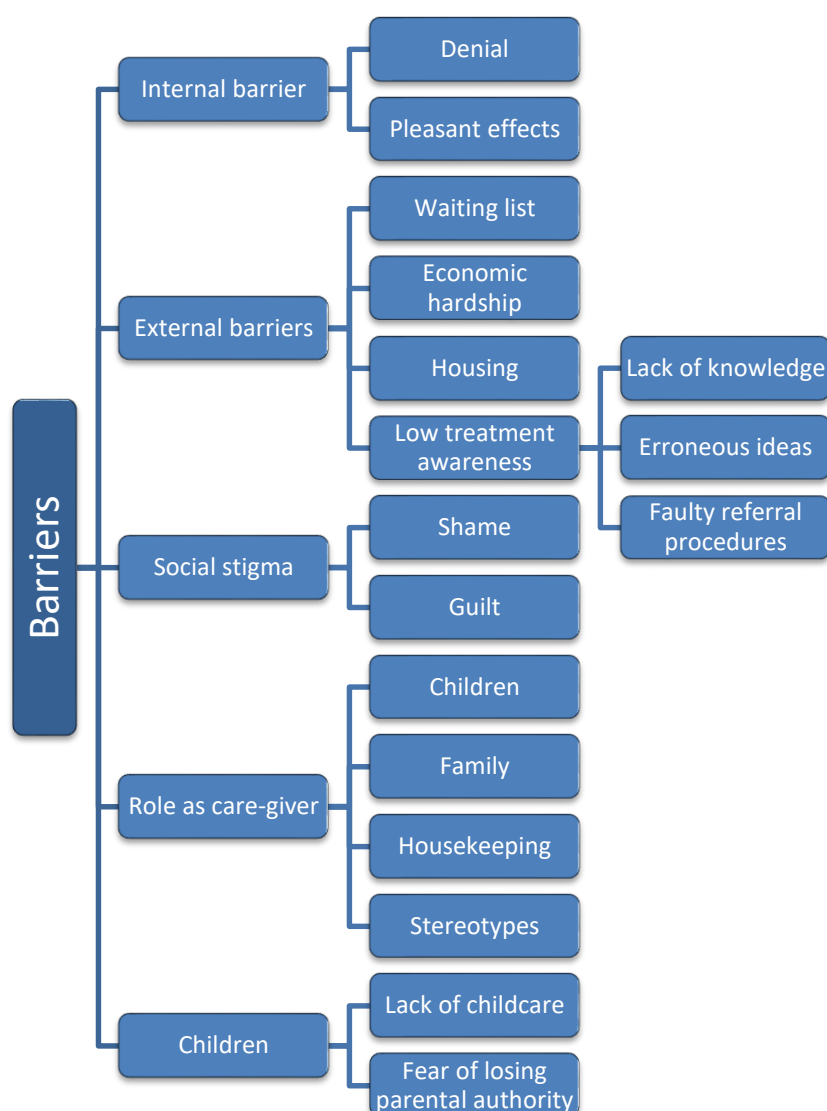 Barriers
Internal barrier
Denial
Pleasant effects
External barriers
Waiting list
Economic
hardship
Housing
Low treatment
awareness
Lack of knowledge
Erroneous ideas
Faulty referral
procedures
Social stigma
Shame
Guilt
Role as care-giver
Children
Family
Housekeeping
Stereotypes
Children
Lack of childcare
Fear of losing
parental authority